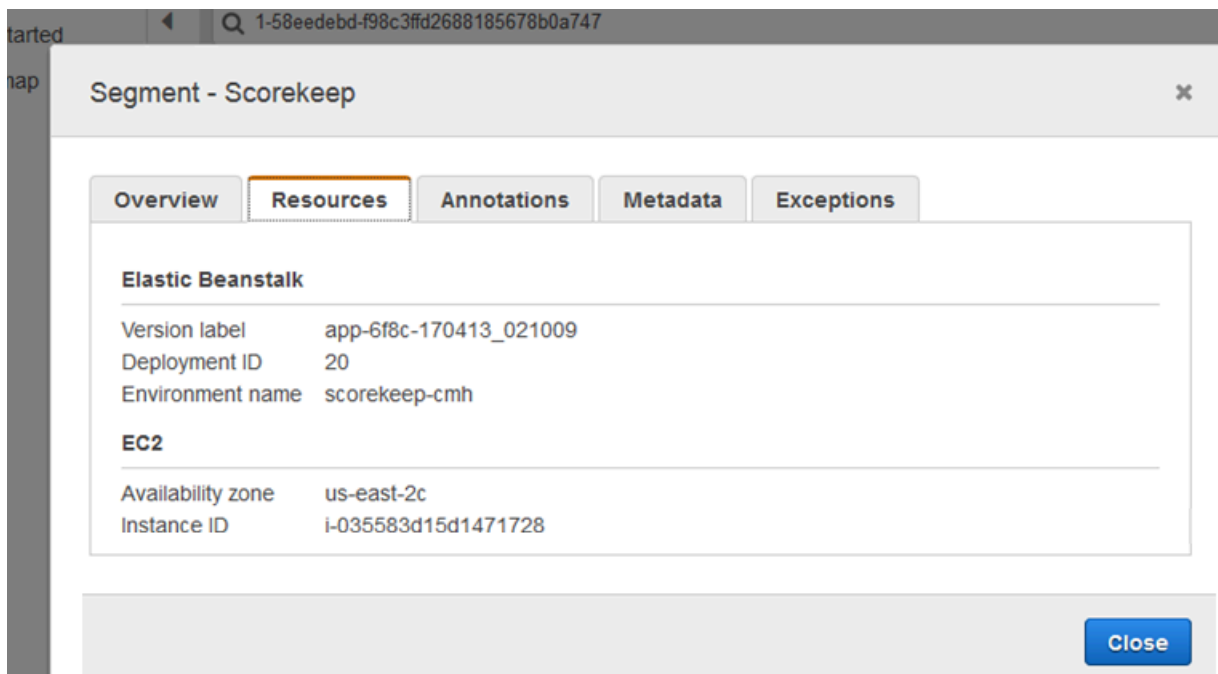 tarted
1-58eedebd-f98c3ffd2688185678b0a747
Segment - Scorekeep
Overview Resources Annotations Metadata Exceptions
Elastic Beanstalk
Version label app-6f8c-170413_021009
Deployment ID 20
Environment name scorekeep-cmh
EC2
Availability zone us-east-2c
Instance ID i-035583d15d1471728
Close